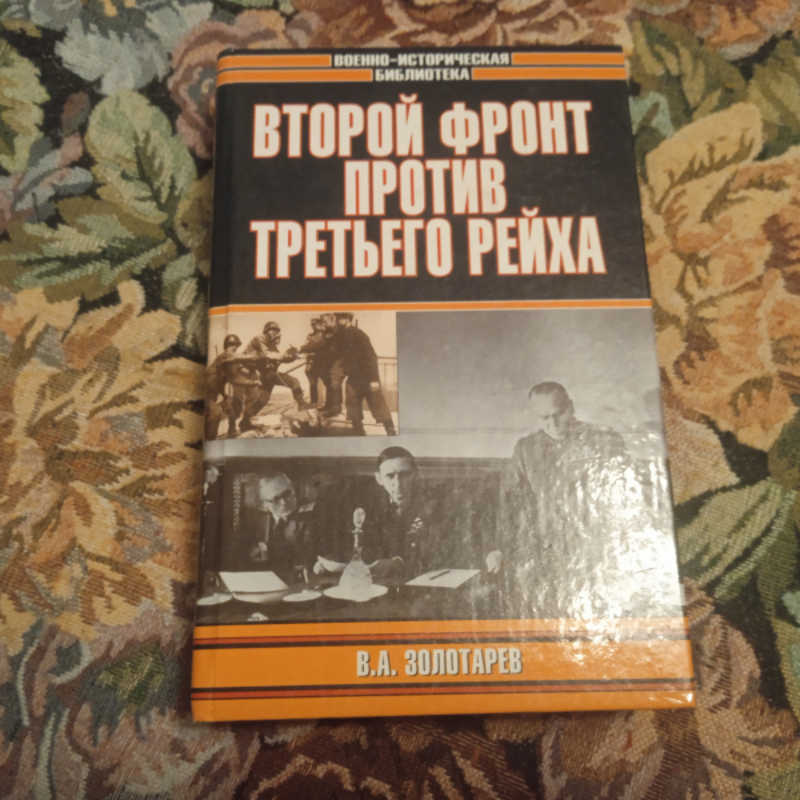 ВОЕННО-ИСТОРИЧЕСКАЯ
БИБЛИОТЕКА
ВТОРОЙ ФРОНТ
ПРОТИВ
ТРЕТЬЕГО РЕЙХА
В.А. ЗОЛОТАРЕВ